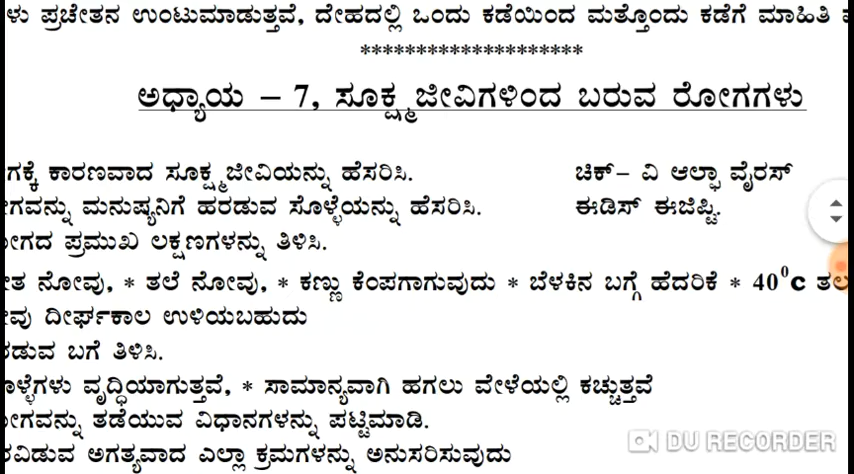 ಳು ಪ್ರಚೇತನ ಉಂಟುಮಾಡುತ್ತವೆ, ದೇಹದಲ್ಲಿ ಒಂದು ಕಡೆಯಿಂದ ಮತ್ತೊಂದು ಕಡೆಗೆ ಮಾಹಿತಿ
********************
ಅಧ್ಯಾಯ – 7, ಸೂಕ್ಷ್ಮಜೀವಿಗಳಿಂದ ಬರುವ ರೋಗಗಳು
ಗಕ್ಕೆ ಕಾರಣವಾದ ಸೂಕ್ಷ್ಮಜೀವಿಯನ್ನು ಹೆಸರಿಸಿ. ಚಿಕ್– ವಿ ಆಲ್ಫಾ ವೈರಸ್
ಗವನ್ನು ಮನುಷ್ಯನಿಗೆ ಹರಡುವ ಸೊಳ್ಳೆಯನ್ನು ಹೆಸರಿಸಿ. ಈಡಿಸ್ ಈಜಿಪ್ಟಿ.
ೋಗದ ಪ್ರಮುಖ ಲಕ್ಷಣಗಳನ್ನು ತಿಳಿಸಿ.
ತ ನೋವು, * ತಲೆ ನೋವು, * ಕಣ್ಣು ಕೆಂಪಗಾಗುವುದು * ಬೆಳಕಿನ ಬಗ್ಗೆ ಹೆದರಿಕೆ * 40⁰c ತಲ
ವು ದೀರ್ಘಕಾಲ ಉಳಿಯಬಹುದು
ರಡುವ ಬಗೆ ತಿಳಿಸಿ.
ಳ್ಳೆಗಳು ವೃದ್ಧಿಯಾಗುತ್ತವೆ, * ಸಾಮಾನ್ಯವಾಗಿ ಹಗಲು ವೇಳೆಯಲ್ಲಿ ಕಚ್ಚುತ್ತವೆ
ೋಗವನ್ನು ತಡೆಯುವ ವಿಧಾನಗಳನ್ನು ಪಟ್ಟಿಮಾಡಿ.
ರವಿಡುವ ಅಗತ್ಯವಾದ ಎಲ್ಲಾ ಕ್ರಮಗಳನ್ನು ಅನುಸರಿಸುವುದು
DU RECORDER